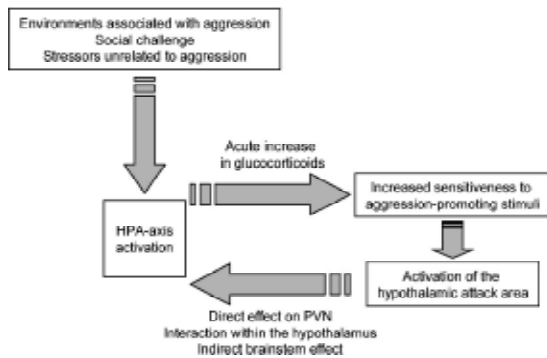 Environments associated with aggression
Social challenge
Stressors unrelated to aggression
Acute increase
in glucocorticoids
Increased sensitiveness to
aggression-promoting stimuli
HPA-axis
activation
Activation of the
hypothalamic attack area
Direct effect on PVN
Interaction within the hypothalamus
Indirect brainstem effect